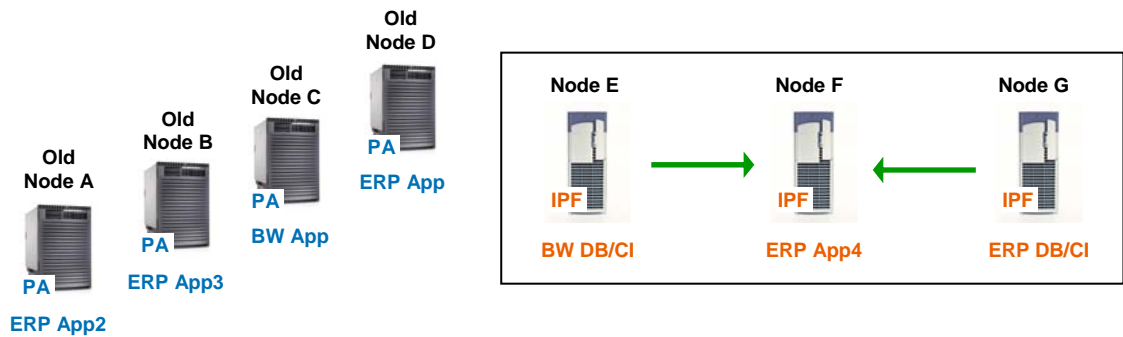 Old
Node A
PA
ERP App2
Old
Node B
PA
ERP App3
Old
Node C
PA
BW App
Old
Node D
PA
ERP App
Node E
IPF
BW DB/CI
Node F
IPF
ERP App4
Node G
IPF
ERP DB/CI